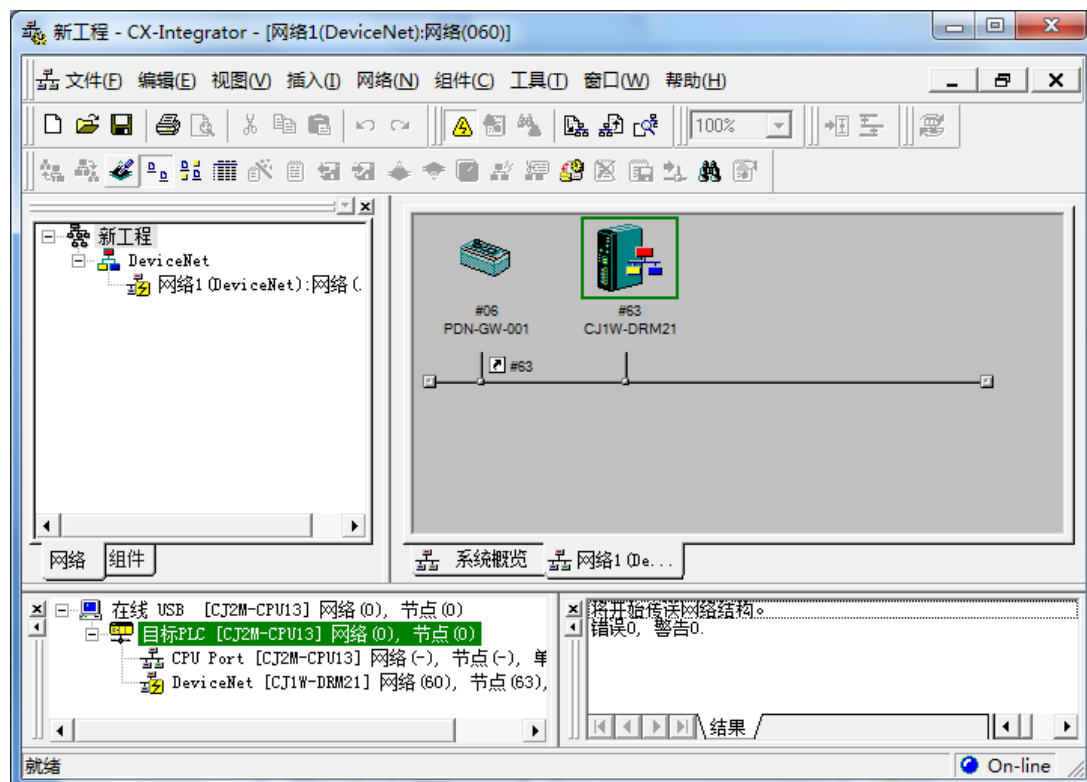 新工程 - CX-Integrator - [网络1(DeviceNet):网络(060)]
文件(F) 编辑(E) 视图(V) 插入(I) 网络(N) 组件(C) 工具(T) 窗口(W) 帮助(H)
100%
新工程
DeviceNet
网络1(DeviceNet):网络(.
#06
PDN-GW-001
#63
CJ1W-DRM21
#63
网络 组件
系统概览 网络1(De...
在线 USB [CJ2M-CPU13] 网络(0), 节点(0)
目标PLC [CJ2M-CPU13] 网络(0), 节点(0)
CPU Port [CJ2M-CPU13] 网络(-), 节点(-), 单
DeviceNet [CJ1W-DRM21] 网络(60), 节点(63),
将开始传误网络结构。
错误0, 警告0.
结果
就绪
On-line